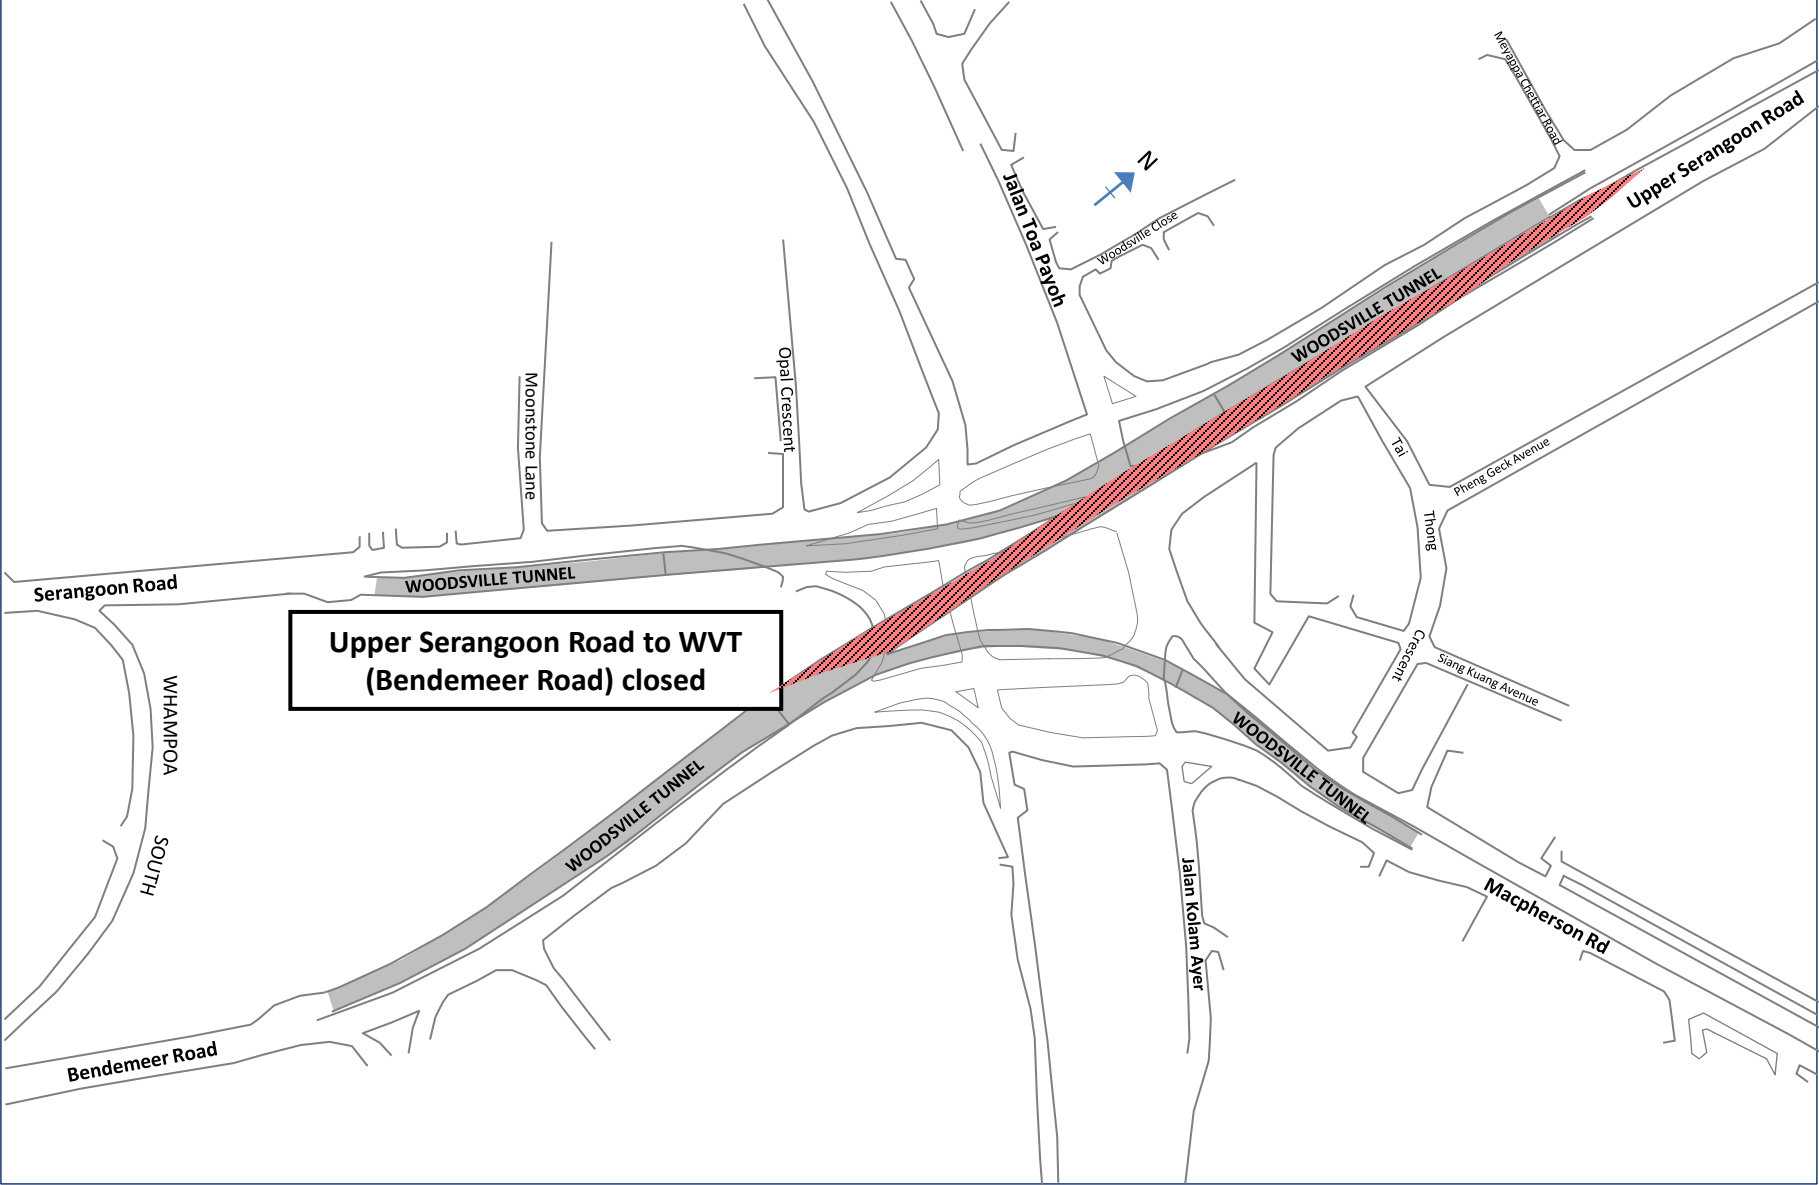 Meyappa Chettiar Road
Upper Serangoon Road
N
Jalan Toa Payoh
Woodsville Close
WOODSVILLE TUNNEL
Moonstone Lane
Opal Crescent
Tai
Thong
Crescent
Pheng Geck Avenue
Serangoon Road
WOODSVILLE TUNNEL
Upper Serangoon Road to WVT
(Bendemeer Road) closed
Siang Kuang Avenue
WHAMPOA
SOUTH
WOODSVILLE TUNNEL
WOODSVILLE TUNNEL
Jalan Kolam Ayer
Macpherson Rd
Bendemeer Road